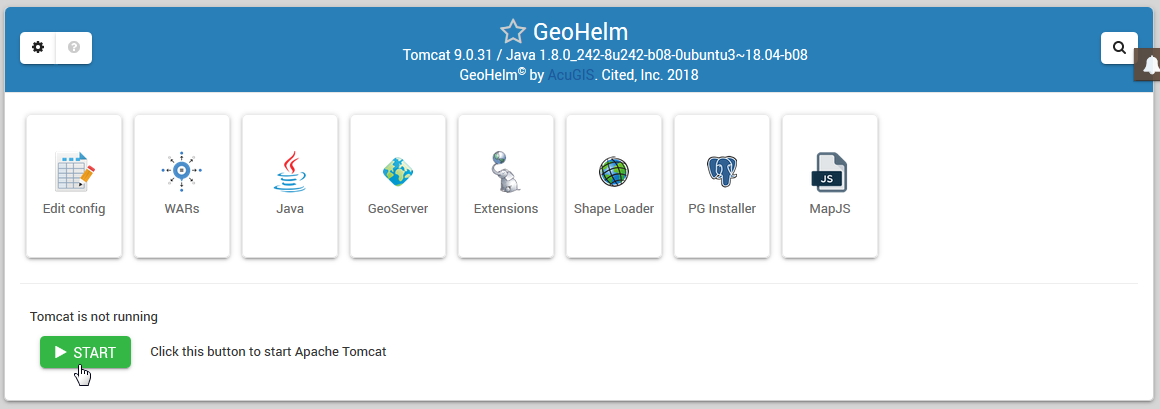 GeoHelm
Tomcat 9.0.31 / Java 1.8.0_242-8u242-b08-0ubuntu3~18.04-b08
GeoHelm© by AcuGIS. Cited, Inc. 2018
Edit config
WARs
Java
GeoServer
Extensions
Shape Loader
PG Installer
JS
MapJS
Tomcat is not running
START
Click this button to start Apache Tomcat